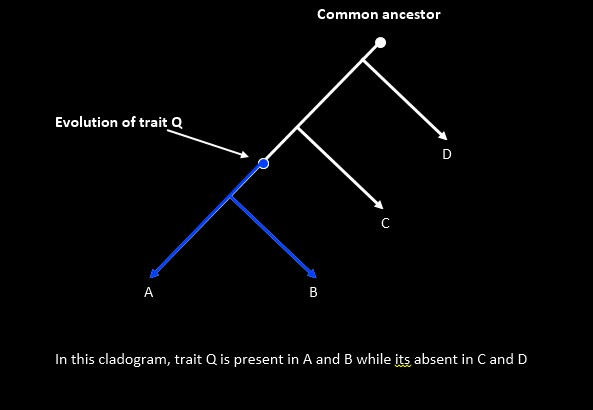 Common ancestor
Evolution of trait Q
D
C
A
B
In this cladogram, trait Q is present in A and B while its absent in C and D